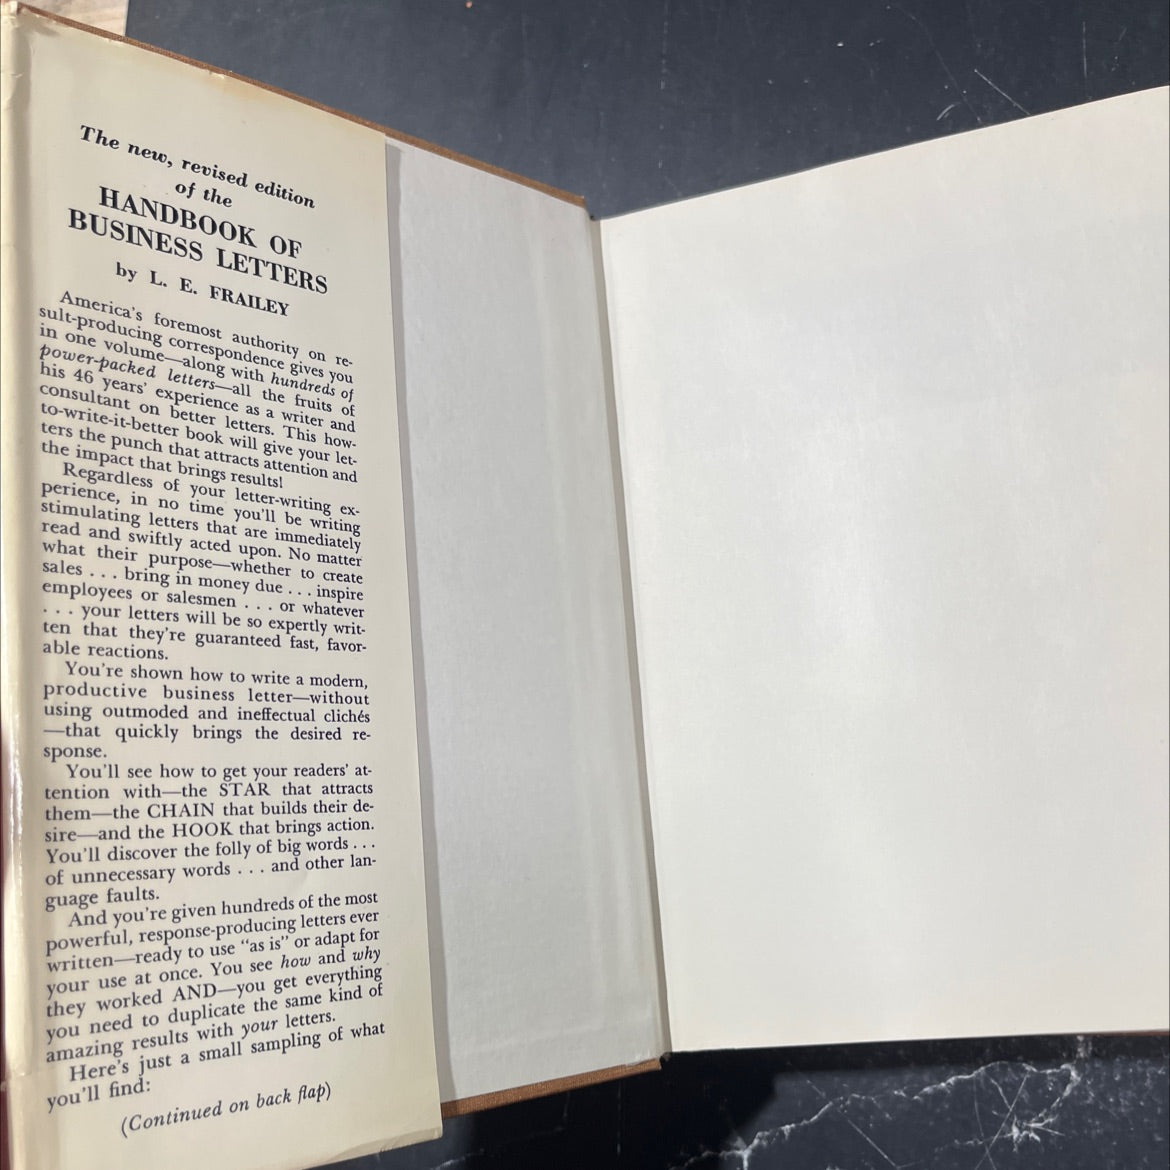 The new, revised edition
of the
HANDBOOK OF
BUSINESS LETTERS
by L. E. FRAILEY
America's foremost authority on re-
sult-producing correspondence gives you
in one volume—along with hundreds of
power-packed letters—all the fruits of
his 46 years' experience as a writer and
consultant on better letters. This how-
to-write-it-better book will give your let-
ters the punch that attracts attention and
the impact that brings results!
Regardless of your letter-writing ex-
perience, in no time you'll be writing
stimulating letters that are immediately
read and swiftly acted upon. No matter
what their purpose—whether to create
sales . . . bring in money due . . . inspire
employees or salesmen . . . or whatever
. . . your letters will be so expertly writ-
ten that they're guaranteed fast, favor-
able reactions.
You're shown how to write a modern,
productive business letter—without
using outmoded and ineffectual clichés
—that quickly brings the desired re-
sponse.
You'll see how to get your readers' at-
tention with—the STAR that attracts
them—the CHAIN that builds their de-
sire—and the HOOK that brings action.
You'll discover the folly of big words . . .
of unnecessary words . . . and other lan-
guage faults.
And you're given hundreds of the most
powerful, response-producing letters ever
written—ready to use "as is" or adapt for
your use at once. You see how and why
they worked AND—you get everything
you need to duplicate the same kind of
amazing results with your letters.
Here's just a small sampling of what
you'll find:
(Continued on back flap)